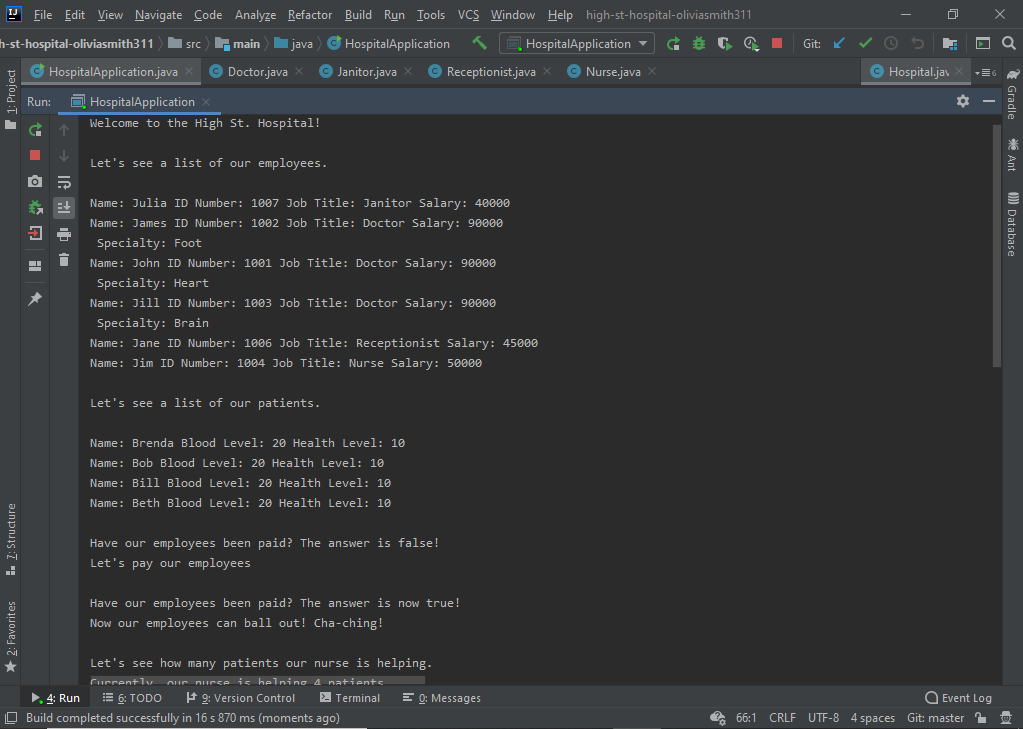 File Edit View Navigate Code Analyze Refactor Build Run Tools VCS Window Help high-st-hospital-oliviasmith311
h-st-hospital-oliviasmith311 src main java HospitalApplication HospitalApplication Git:
HospitalApplication.java Doctor.java Janitor.java Receptionist.java Nurse.java Hospital.jav
Run: HospitalApplication
1: Project
Welcome to the High St. Hospital!
Let's see a list of our employees.
Name: Julia ID Number: 1007 Job Title: Janitor Salary: 40000
Name: James ID Number: 1002 Job Title: Doctor Salary: 90000
Specialty: Foot
Name: John ID Number: 1001 Job Title: Doctor Salary: 90000
Specialty: Heart
Name: Jill ID Number: 1003 Job Title: Doctor Salary: 90000
Specialty: Brain
Name: Jane ID Number: 1006 Job Title: Receptionist Salary: 45000
Name: Jim ID Number: 1004 Job Title: Nurse Salary: 50000
Let's see a list of our patients.
Name: Brenda Blood Level: 20 Health Level: 10
Name: Bob Blood Level: 20 Health Level: 10
Name: Bill Blood Level: 20 Health Level: 10
Name: Beth Blood Level: 20 Health Level: 10
Have our employees been paid? The answer is false!
Let's pay our employees
Have our employees been paid? The answer is now true!
Now our employees can ball out! Cha-ching!
Let's see how many patients our nurse is helping.
Currently, our nurse is helping 4 patients
7: Structure
2: Favorites
Gradle
Ant
Database
4: Run 6: TODO 9: Version Control Terminal 0: Messages Event Log
Build completed successfully in 16 s 870 ms (moments ago) 66:1 CRLF UTF-8 4 spaces Git: master